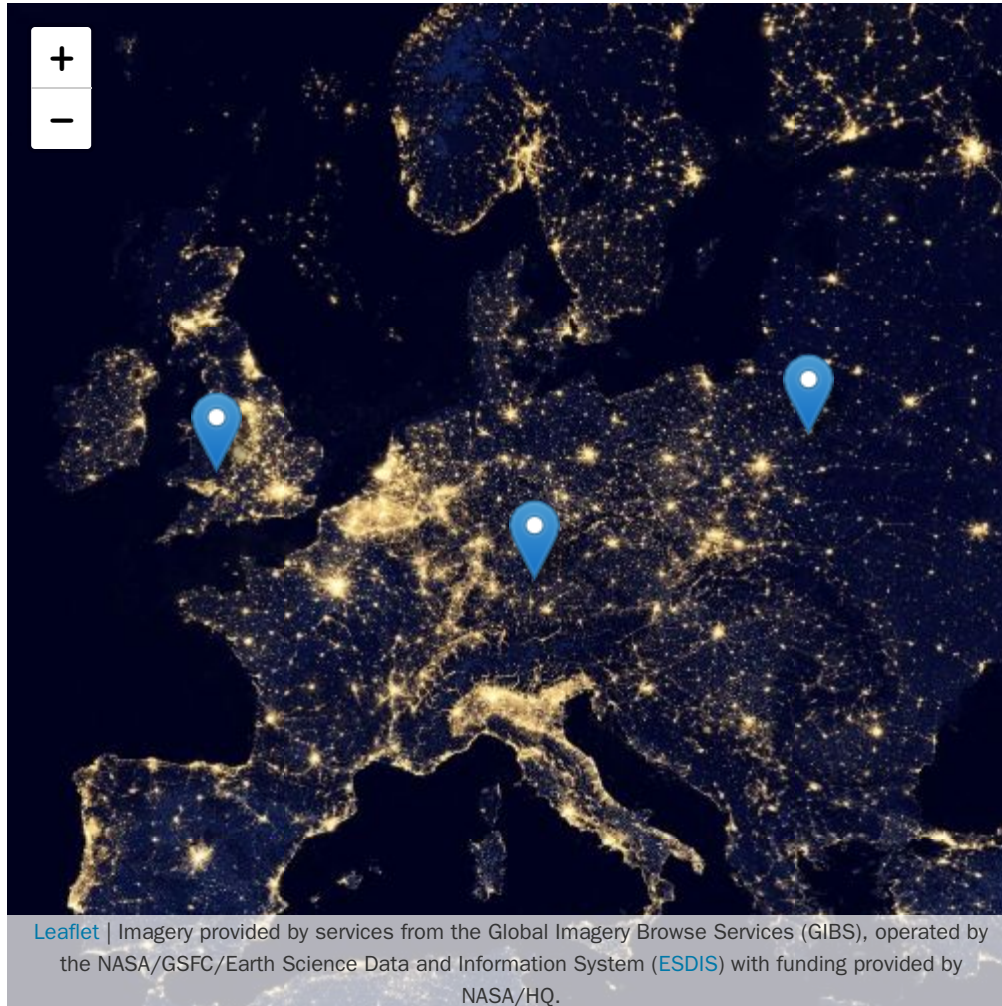 +
−
Leaflet | Imagery provided by services from the Global Imagery Browse Services (GIBS), operated by
the NASA/GSFC/Earth Science Data and Information System (ESDIS) with funding provided by
NASA/HQ.